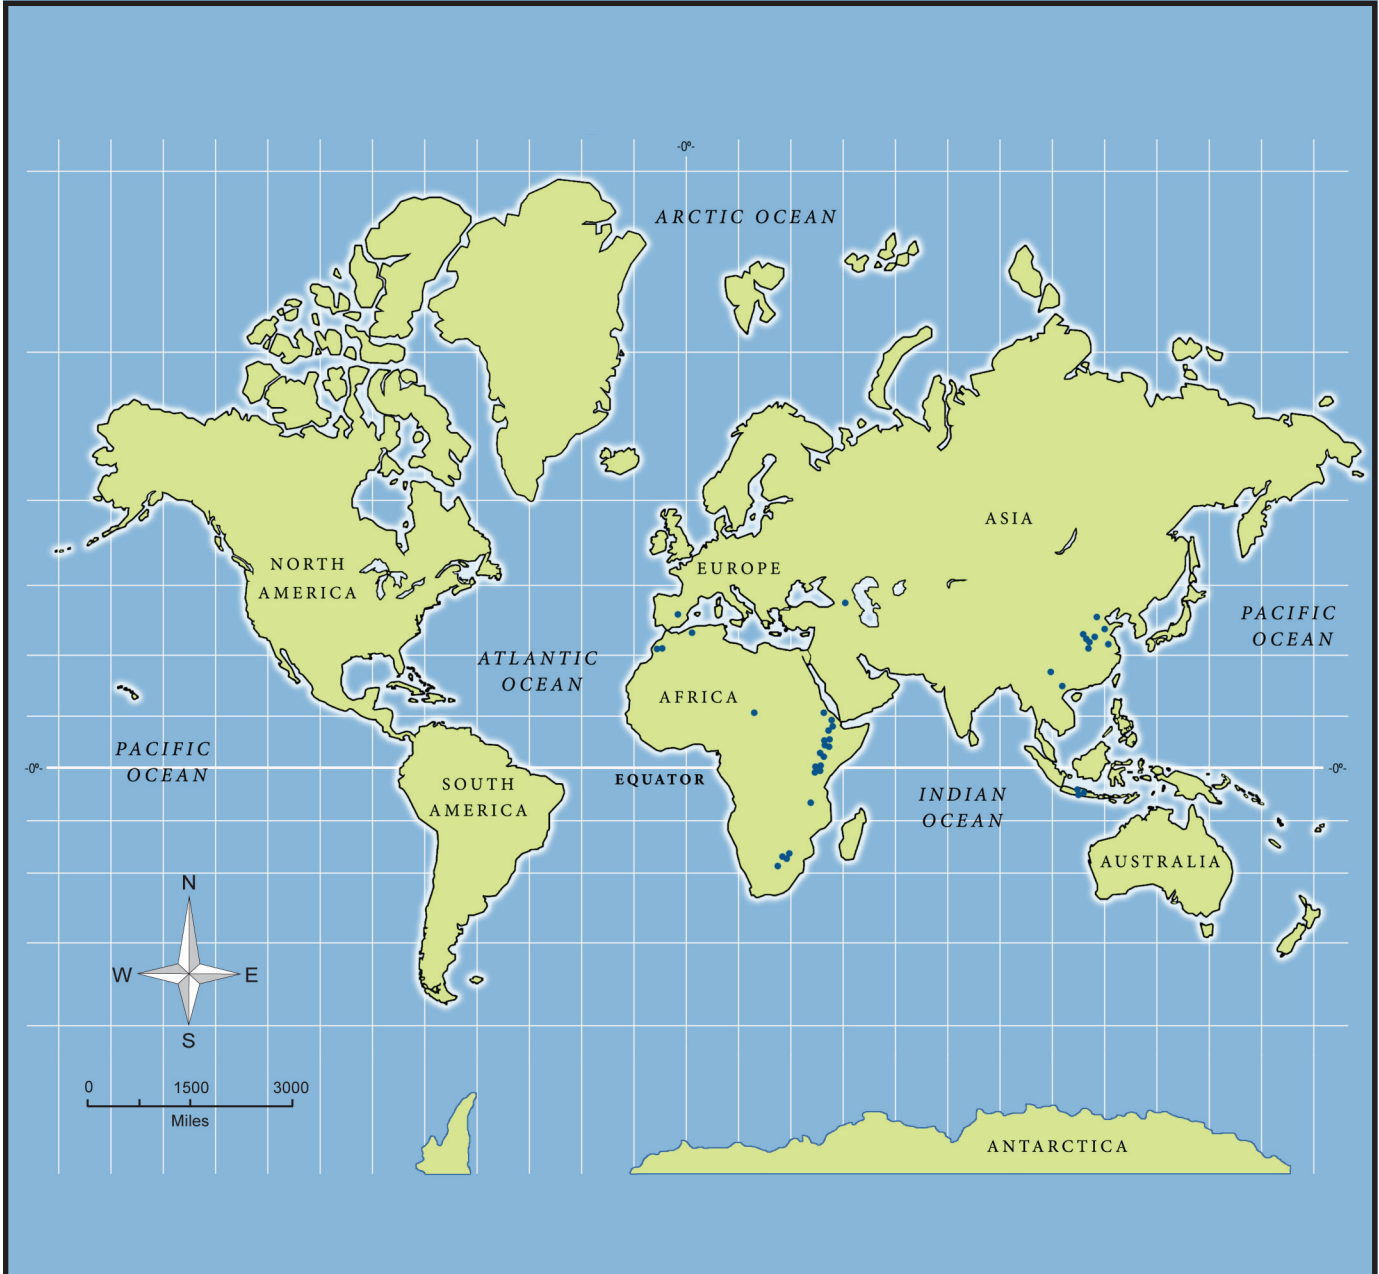 -0º-
ARCTIC OCEAN
ASIA
NORTH
AMERICA
EUROPE
PACIFIC
OCEAN
ATLANTIC
OCEAN
AFRICA
PACIFIC
OCEAN
-0º-
EQUATOR
-0º-
SOUTH
AMERICA
INDIAN
OCEAN
AUSTRALIA
N
W
E
S
0 1500 3000
Miles
ANTARCTICA